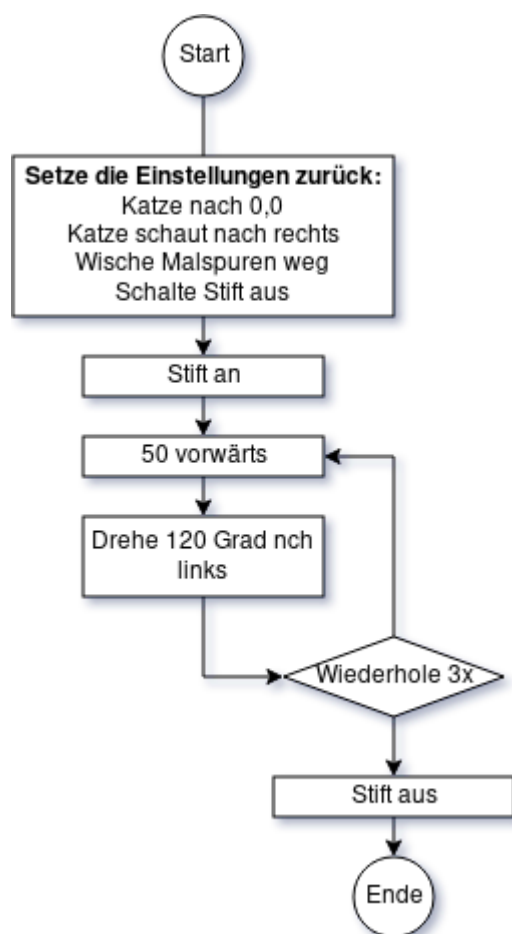 Start
Setze die Einstellungen zurück:
Katze nach 0,0
Katze schaut nach rechts
Wische Malspuren weg
Schalte Stift aus
Stift an
50 vorwärts
Drehe 120 Grad nch
links
Wiederhole 3x
Stift aus
Ende